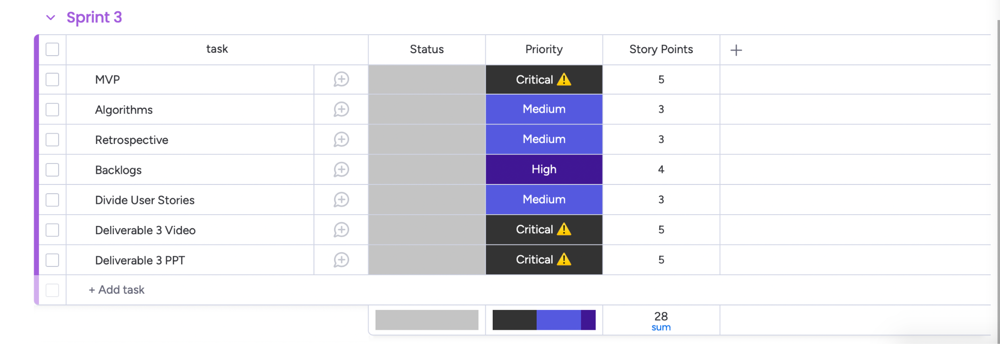 Sprint 3
task Status Priority Story Points +
MVP Critical ⚠️ 5
Algorithms Medium 3
Retrospective Medium 3
Backlogs High 4
Divide User Stories Medium 3
Deliverable 3 Video Critical ⚠️ 5
Deliverable 3 PPT Critical ⚠️ 5
+ Add task
28
sum